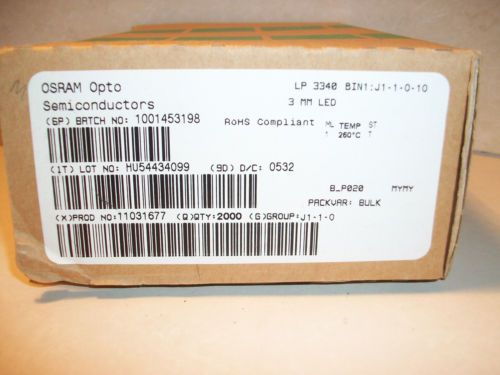 OSRAM Opto
Semiconductors
LP 3340 BIN1:J1-1-0-10
3 MM LED
(6P) BATCH NO: 1001453198
RoHS Compliant ML TEMP ST
1 260°C T
(1T) LOT NO: HU54434099 (9D) D/C: 0532
B_P020 MYMY
PACKVAR: BULK
(X)PROD NO:11031677 (Q)QTY:2000 (G)GROUP:J1-1-0